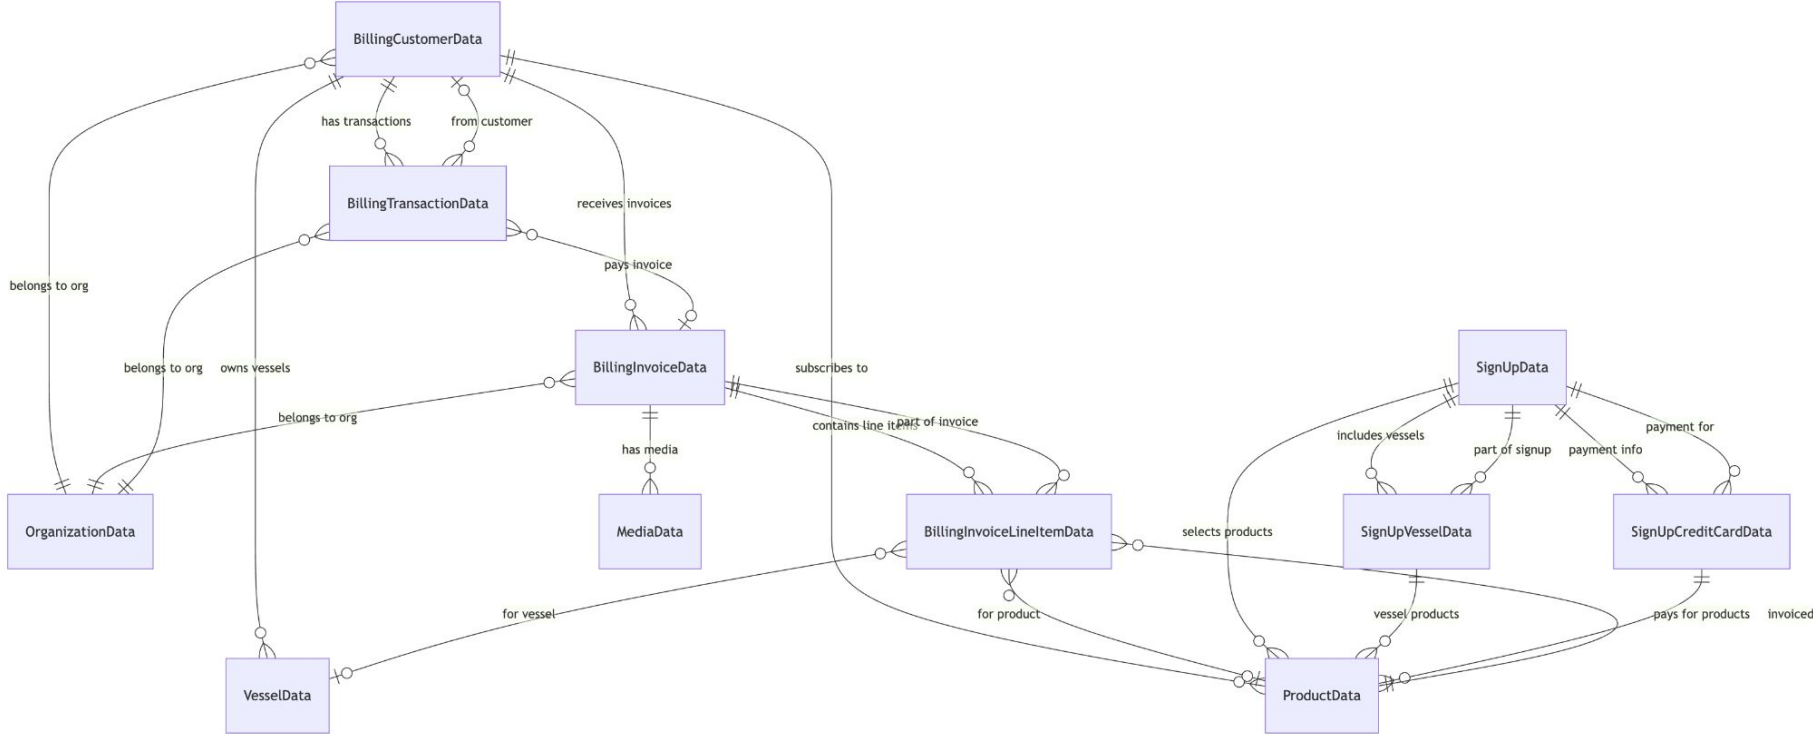 BillingCustomerData
has transactions
from customer
BillingTransactionData
receives invoices
pays invoice
belongs to org
belongs to org
owns vessels
BillingInvoiceData
subscribes to
SignUpData
belongs to org
contains line items
part of invoice
has media
includes vessels
part of signup
payment info
payment for
OrganizationData
MediaData
BillingInvoiceLineItemData
selects products
SignUpVesselData
SignUpCreditCardData
for vessel
for product
vessel products
pays for products
invoiced
VesselData
ProductData